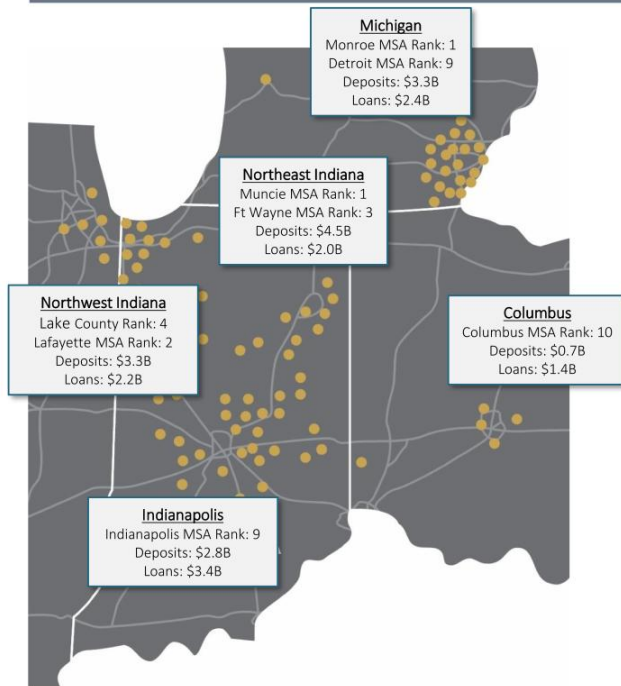 Michigan
Monroe MSA Rank: 1
Detroit MSA Rank: 9
Deposits: $3.3B
Loans: $2.4B
Northeast Indiana
Muncie MSA Rank: 1
Ft Wayne MSA Rank: 3
Deposits: $4.5B
Loans: $2.0B
Northwest Indiana
Lake County Rank: 4
Lafayette MSA Rank: 2
Deposits: $3.3B
Loans: $2.2B
Columbus
Columbus MSA Rank: 10
Deposits: $0.7B
Loans: $1.4B
Indianapolis
Indianapolis MSA Rank: 9
Deposits: $2.8B
Loans: $3.4B